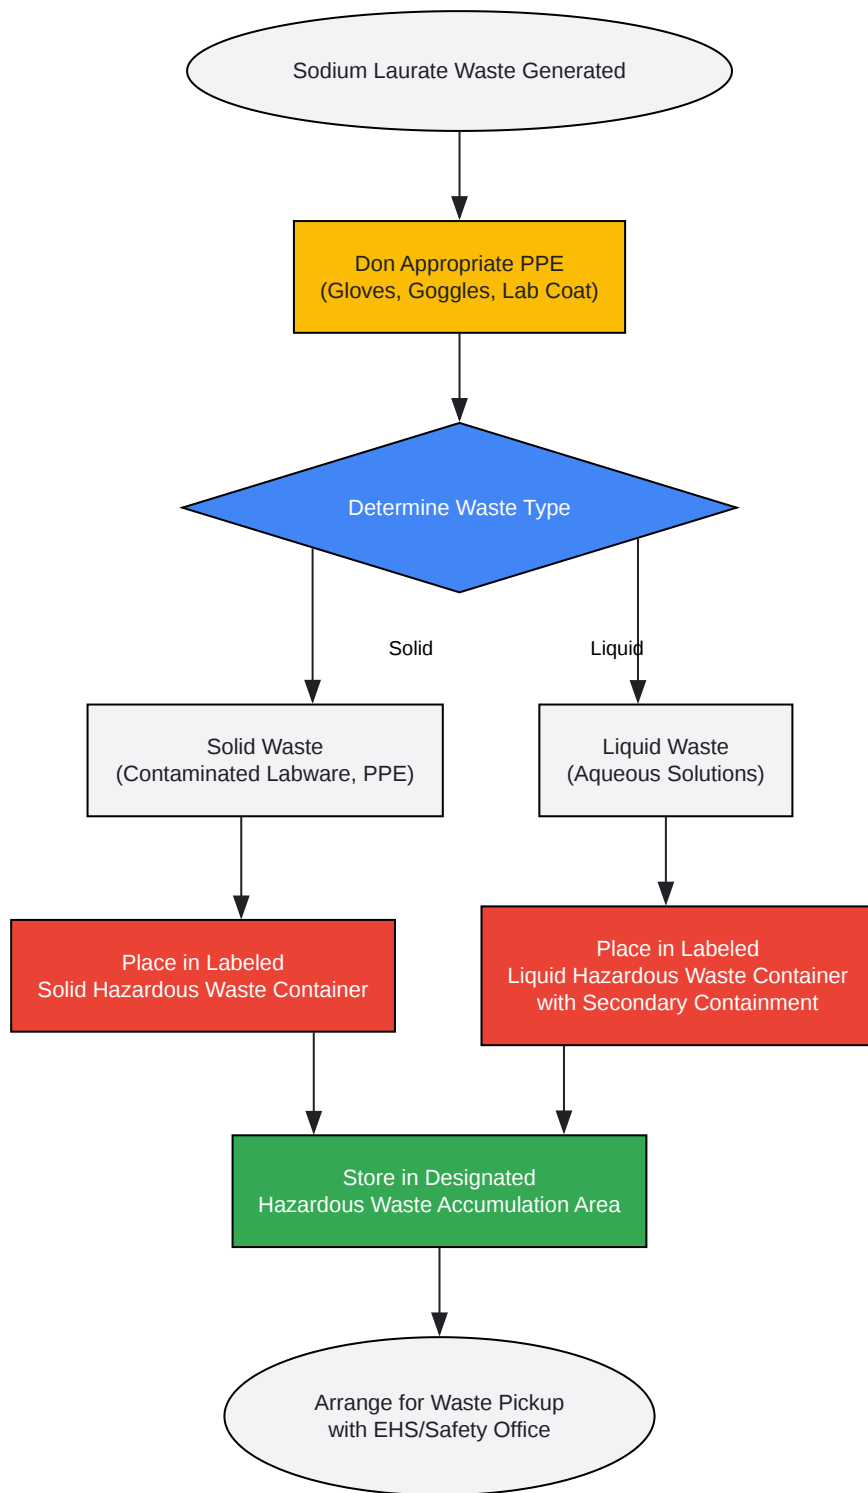 Sodium Laurate Waste Generated
Don Appropriate PPE
(Gloves, Goggles, Lab Coat)
Determine Waste Type
Solid
Liquid
Solid Waste
(Contaminated Labware, PPE)
Liquid Waste
(Aqueous Solutions)
Place in Labeled
Solid Hazardous Waste Container
Place in Labeled
Liquid Hazardous Waste Container
with Secondary Containment
Store in Designated
Hazardous Waste Accumulation Area
Arrange for Waste Pickup
with EHS/Safety Office